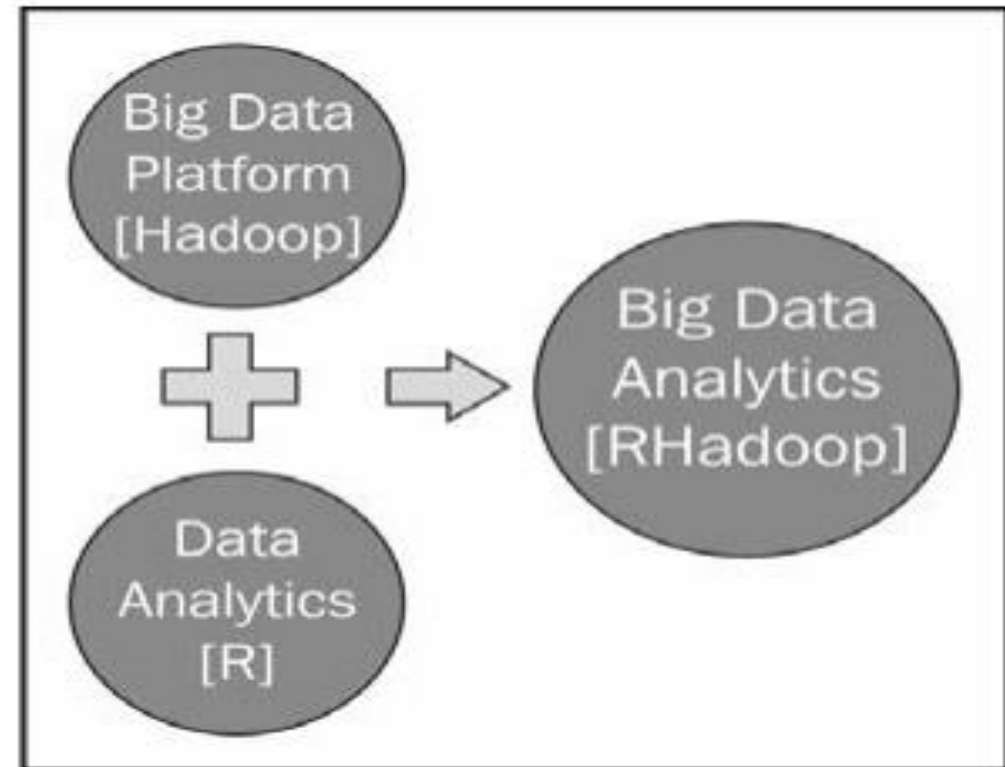 Big Data
Platform
[Hadoop]
Data
Analytics
[R]
Big Data
Analytics
[RHadoop]